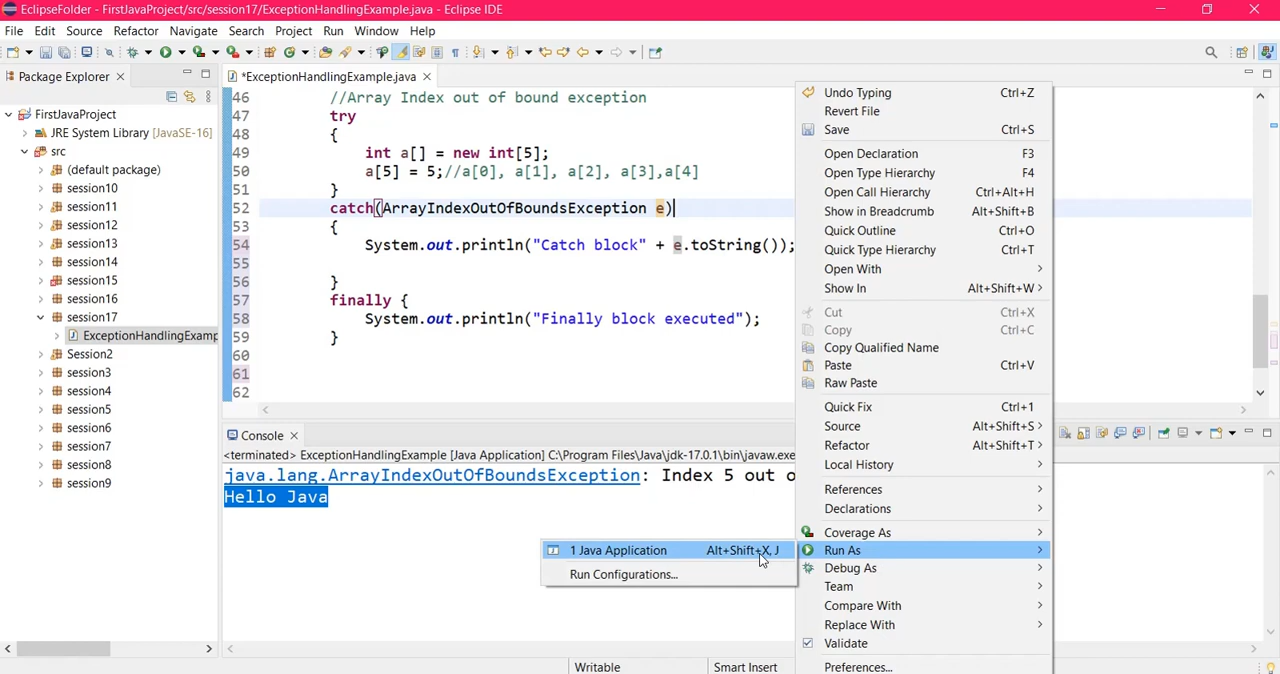 EclipseFolder - FirstJavaProject/src/session17/ExceptionHandlingExample.java - Eclipse IDE
File Edit Source Refactor Navigate Search Project Run Window Help
Package Explorer
*ExceptionHandlingExample.java
FirstJavaProject
JRE System Library [JavaSE-16]
src
(default package)
session10
session11
session12
session13
session14
session15
session16
session17
ExceptionHandlingExamp
Session2
session3
session4
session5
session6
session7
session8
session9
46 //Array Index out of bound exception
47 try
48 {
49 int a[] = new int[5];
50 a[5] = 5;//a[0], a[1], a[2], a[3],a[4]
51 }
52 catch(ArrayIndexOutOfBoundsException e)
53 {
54 System.out.println("Catch block" + e.toString());
55
56 }
57 finally {
58 System.out.println("Finally block executed");
59 }
60
61
62
Console
<terminated> ExceptionHandlingExample [Java Application] C:\Program Files\Java\jdk-17.0.1\bin\javaw.exe
java.lang.ArrayIndexOutOfBoundsException: Index 5 out o
Hello Java
1 Java Application Alt+Shift+X, J
Run Configurations...
Undo Typing Ctrl+Z
Revert File
Save Ctrl+S
Open Declaration F3
Open Type Hierarchy F4
Open Call Hierarchy Ctrl+Alt+H
Show in Breadcrumb Alt+Shift+B
Quick Outline Ctrl+O
Quick Type Hierarchy Ctrl+T
Open With
Show In Alt+Shift+W
Cut Ctrl+X
Copy Ctrl+C
Copy Qualified Name
Paste Ctrl+V
Raw Paste
Quick Fix Ctrl+1
Source Alt+Shift+S
Refactor Alt+Shift+T
Local History
References
Declarations
Coverage As
Run As
Debug As
Team
Compare With
Replace With
Validate
Preferences...
Writable Smart Insert